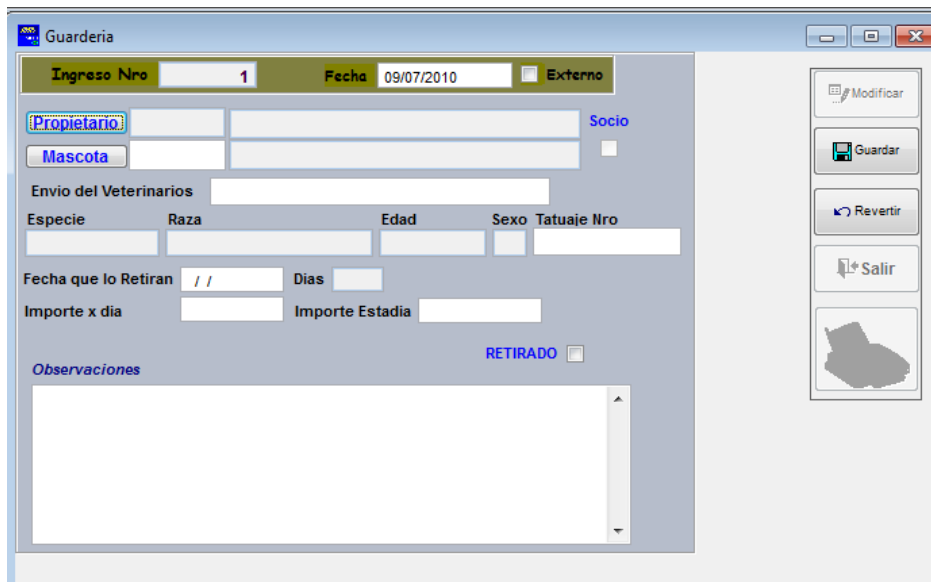 Guarderia
Ingreso Nro 1 Fecha 09/07/2010 Externo
Modificar
Propietario Socio
Guardar
Mascota
Envio del Veterinarios
Especie Raza Edad Sexo Tatuaje Nro
Revertir
Fecha que lo Retiran / / Dias
Salir
Importe x dia Importe Estadia
RETIRADO
Observaciones